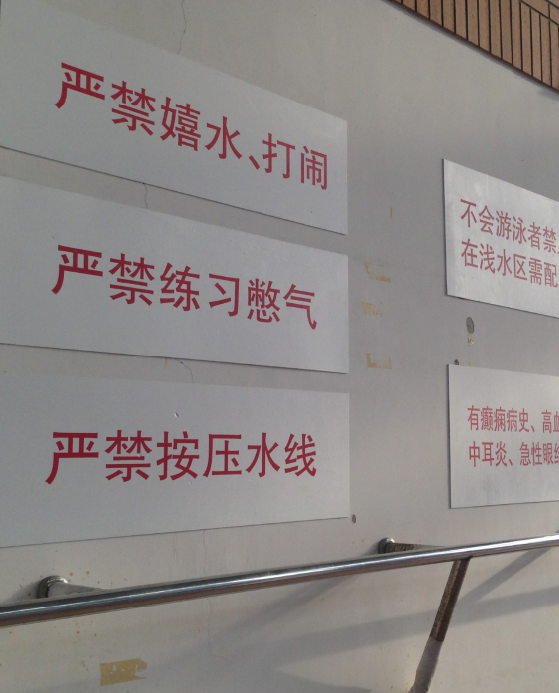 严禁嬉水、打闹
严禁练习憋气
严禁按压水线
不会游泳者禁
在浅水区需配
有癫痫病史、高血
中耳炎、急性眼结